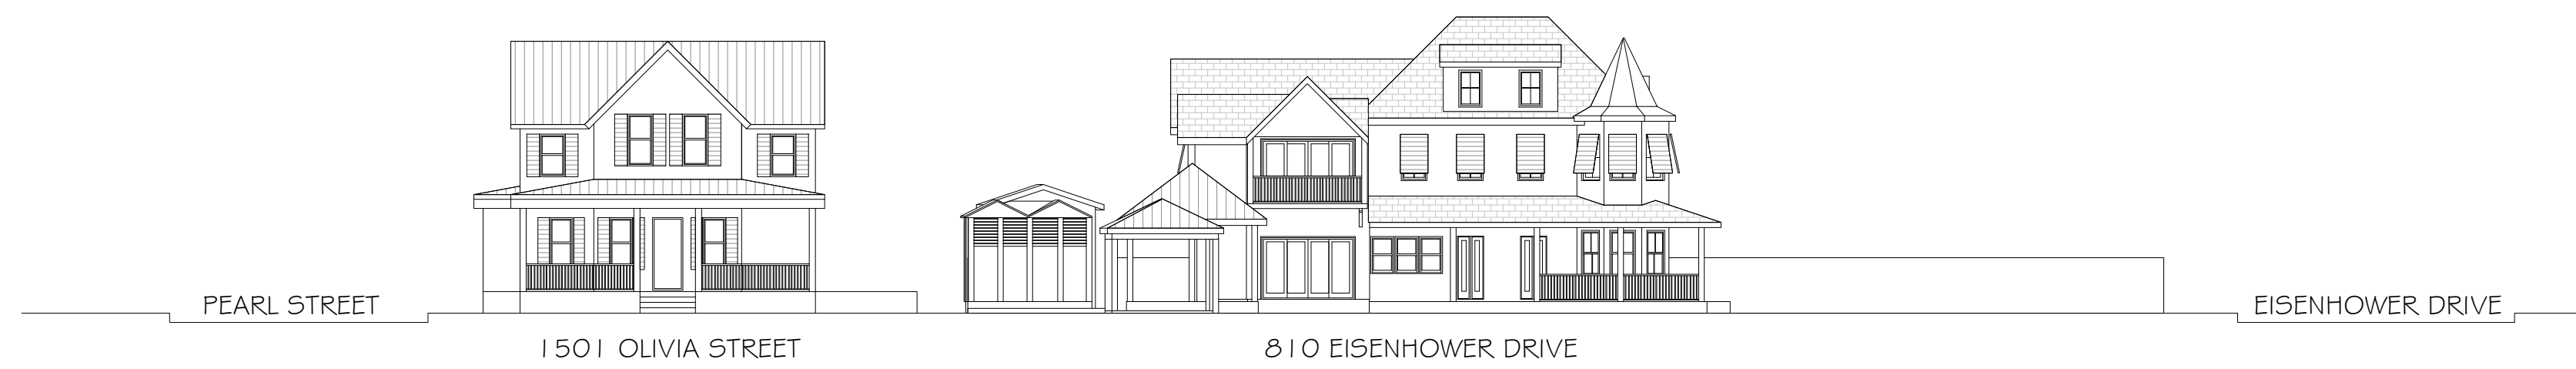 PEARL STREET
EISENHOWER DRIVE
1501 OLIVIA STREET
810 EISENHOWER DRIVE